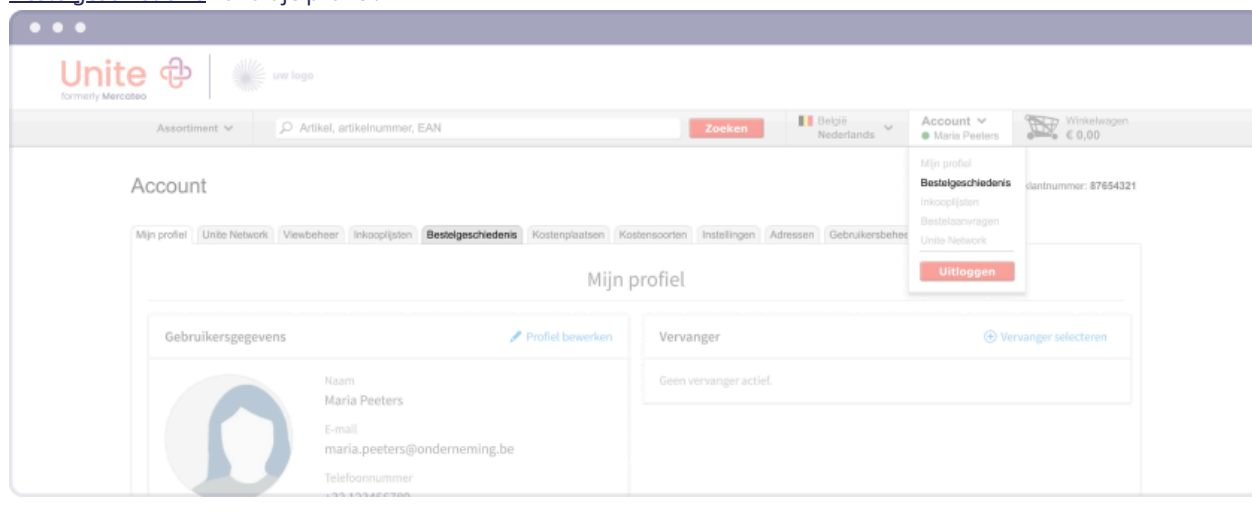 Unite
formerly Mercateo
uw logo
Assortiment
Artikel, artikelnummer, EAN
Zoeken
België
Nederlands
Account
Maria Peeters
Winkelwagen
€ 0,00
Mijn profiel
Bestelgeschiedenis
Inkooplijsten
Bestelaanvragen
Unite Network
Uitloggen
Account
klantnummer: 87654321
Mijn profiel Unite Network Viewbeheer Inkooplijsten Bestelgeschiedenis Kostenplaatsen Kostensoorten Instellingen Adressen
Mijn profiel
Gebruikersgegevens
Profiel bewerken
Vervanger
Vervanger selecteren
Naam
Maria Peeters
Geen vervanger actief.
E-mail
maria.peeters@onderneming.be
Telefoonnummer